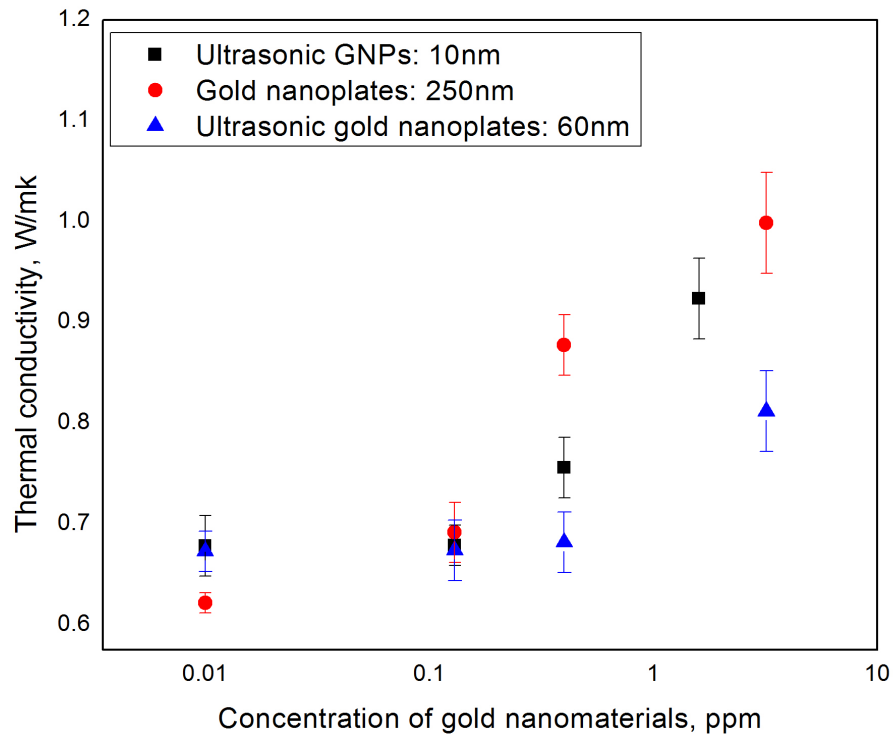 Ultrasonic GNPs: 10nm
Gold nanoplates: 250nm
Ultrasonic gold nanoplates: 60nm
Thermal conductivity, W/mk
1.2
1.1
1.0
0.9
0.8
0.7
0.6
0.01
0.1
1
10
Concentration of gold nanomaterials, ppm